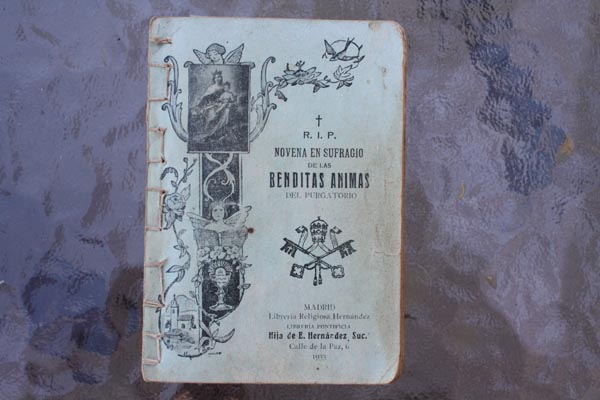 R. I. P.
NOVENA EN SUFRAGIO
DE LAS
BENDITAS ANIMAS
DEL PURGATORIO
MADRID
Librería Religiosa Hernández
LIBRERÍA PONTIFICIA
Hija de E. Hernández, Suc.
Calle de la Paz, 6
1933